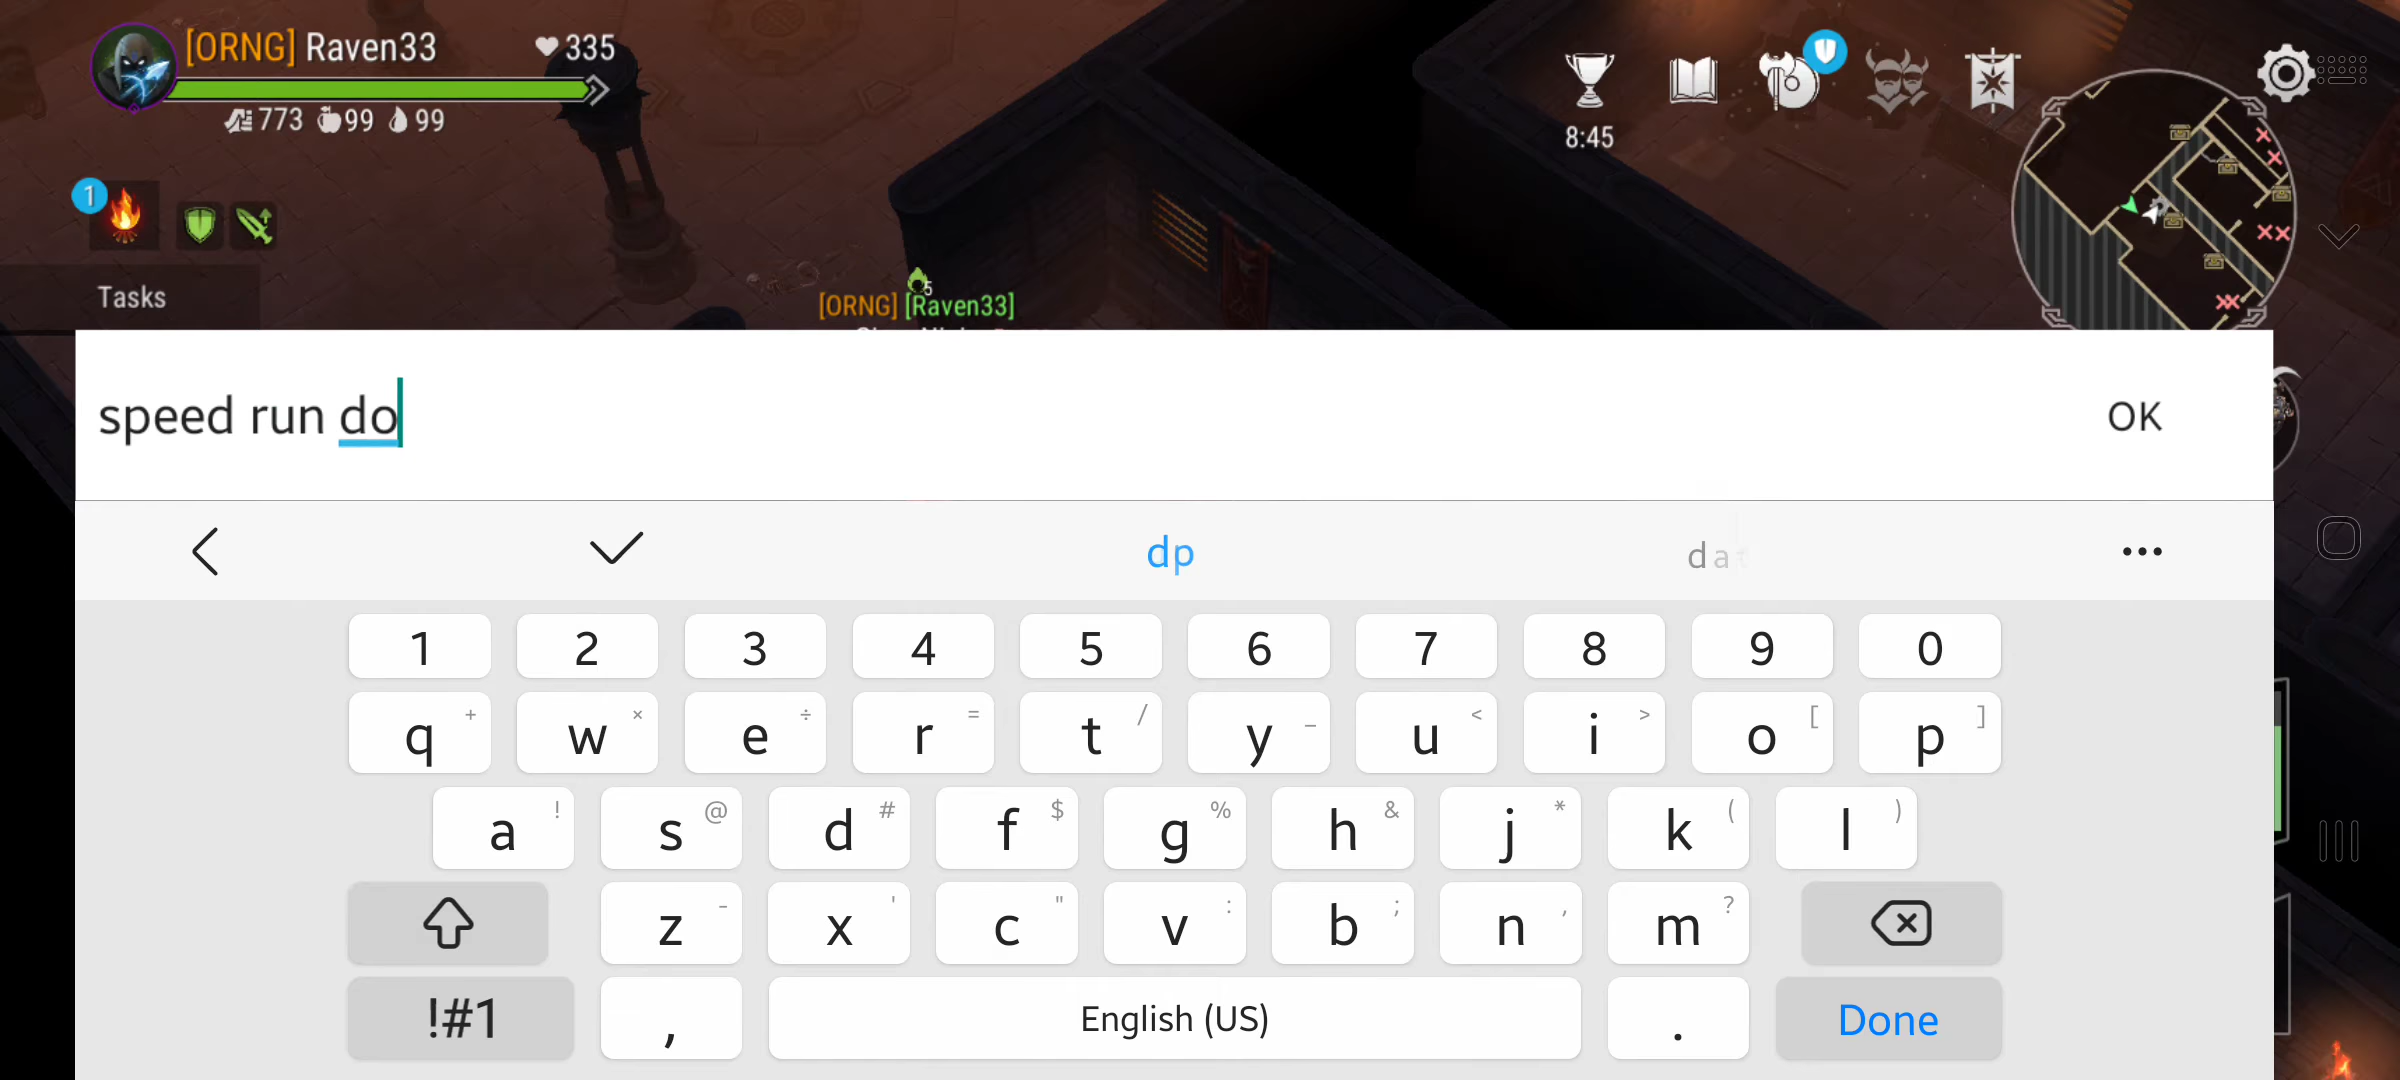 [ORNG] Raven33
335
773 99 99
8:45
1
Tasks
5
[ORNG] [Raven33]
speed run do
OK
dp
1 2 3 4 5 6 7 8 9 0
q + w × e ÷ r = t / y _ u < i > o [ p ]
a ! s @ d # f $ g % h & j * k ( l )
z - x ' c " v : b ; n , m ?
!#1 , English (US) . Done